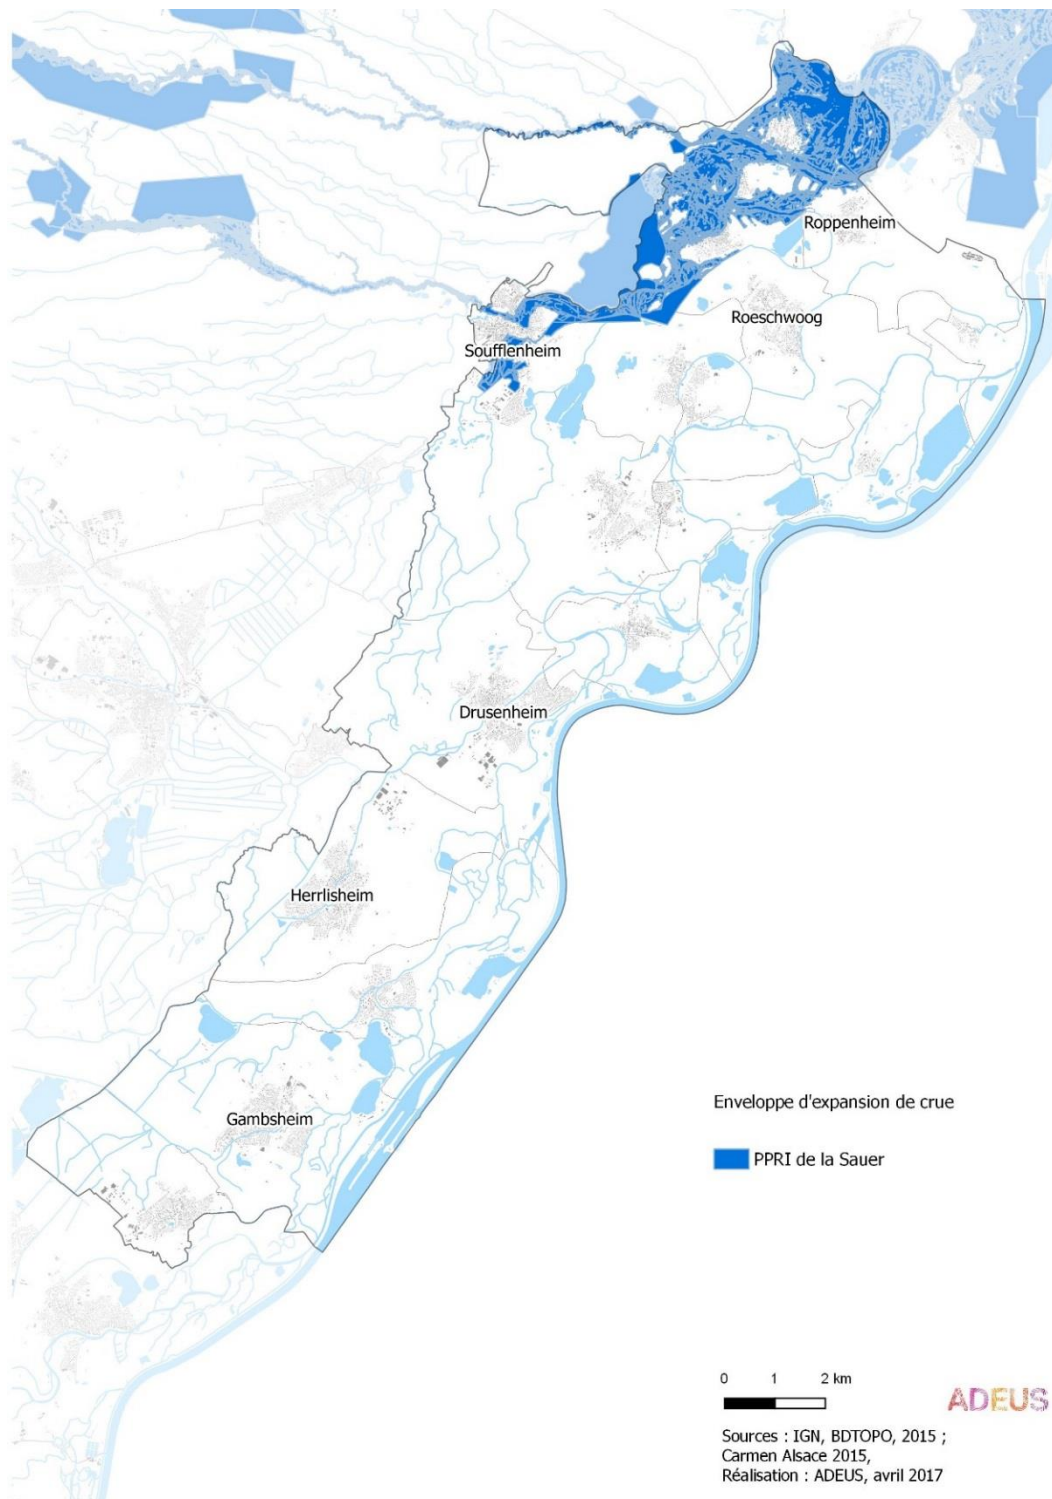 Roppenheim
Roeschwoog
Soufflenheim
Drusenheim
Herrlisheim
Gambsheim
Enveloppe d'expansion de crue
PPRI de la Sauer
0 1 2 km
ADEUS
Sources : IGN, BDTOPO, 2015 ;
Carmen Alsace 2015,
Réalisation : ADEUS, avril 2017